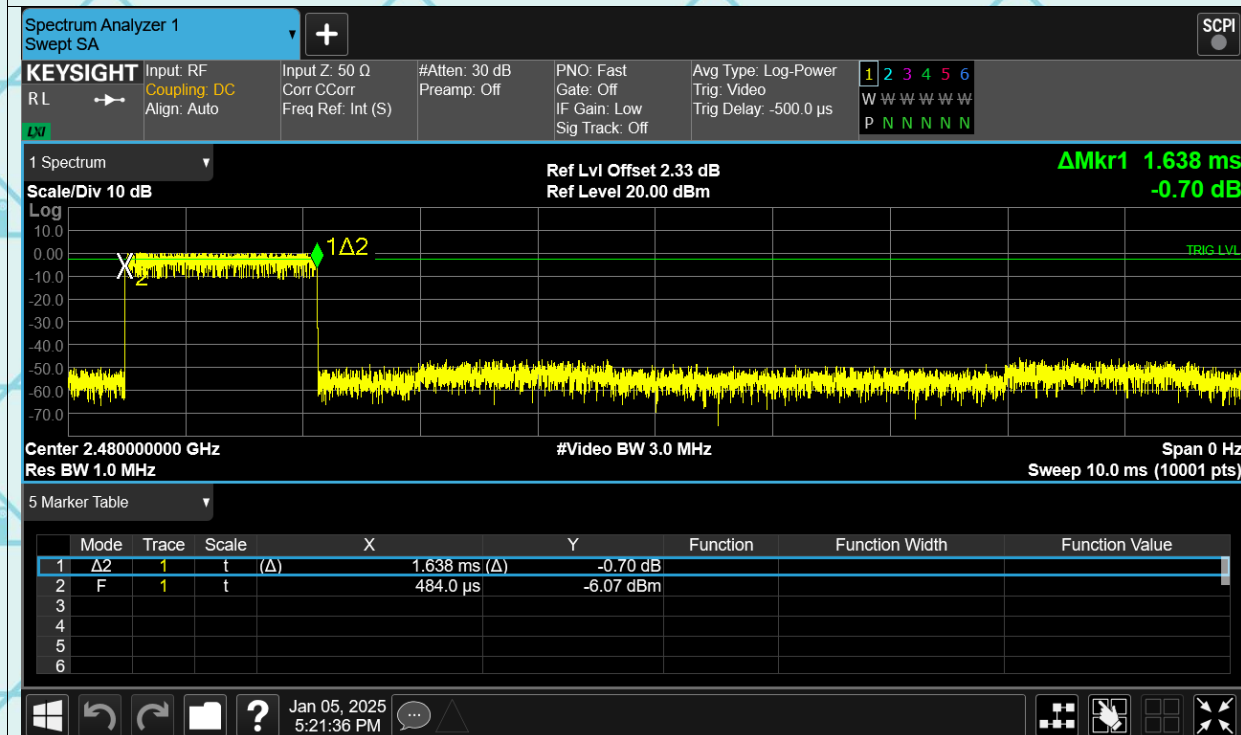 Spectrum Analyzer 1
Swept SA
+
SCPI
KEYSIGHT
RL
LXI
Input: RF
Coupling: DC
Align: Auto
Input Z: 50 Ω
Corr CCorr
Freq Ref: Int (S)
#Atten: 30 dB
Preamp: Off
PNO: Fast
Gate: Off
IF Gain: Low
Sig Track: Off
Avg Type: Log-Power
Trig: Video
Trig Delay: -500.0 µs
1 2 3 4 5 6
W W W W W W
P N N N N N
1 Spectrum
Ref Lvl Offset 2.33 dB
ΔMkr1 1.638 ms
Scale/Div 10 dB
Ref Level 20.00 dBm
-0.70 dB
Log
10.0
0.00
-10.0
-20.0
-30.0
-40.0
-50.0
-60.0
-70.0
1Δ2
2
TRIG LVL
Center 2.480000000 GHz
#Video BW 3.0 MHz
Span 0 Hz
Res BW 1.0 MHz
Sweep 10.0 ms (10001 pts)
5 Marker Table
Mode Trace Scale X Y Function Function Width Function Value
1 Δ2 1 t (Δ) 1.638 ms (Δ) -0.70 dB
2 F 1 t 484.0 µs -6.07 dBm
3
4
5
6
?
Jan 05, 2025
5:21:36 PM